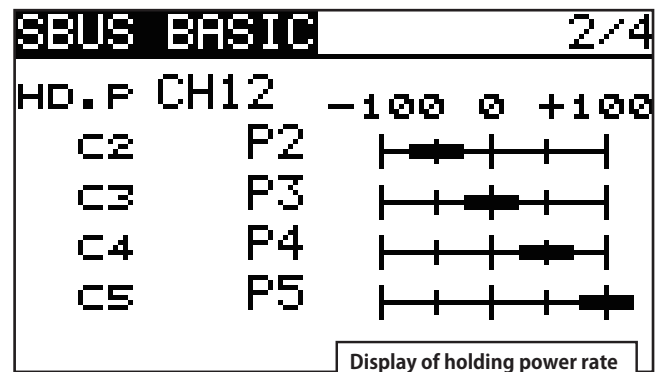 SBUS BASIC 2/4
HD.P CH12 -100 0 +100
C2 P2
C3 P3
C4 P4
C5 P5
Display of holding power rate